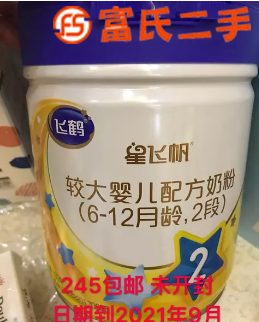 富氏二手
飞鹤
星飞帆
较大婴儿配方奶粉
(6-12月龄,2段)
2
245包邮 未开封
日期到2021年9月